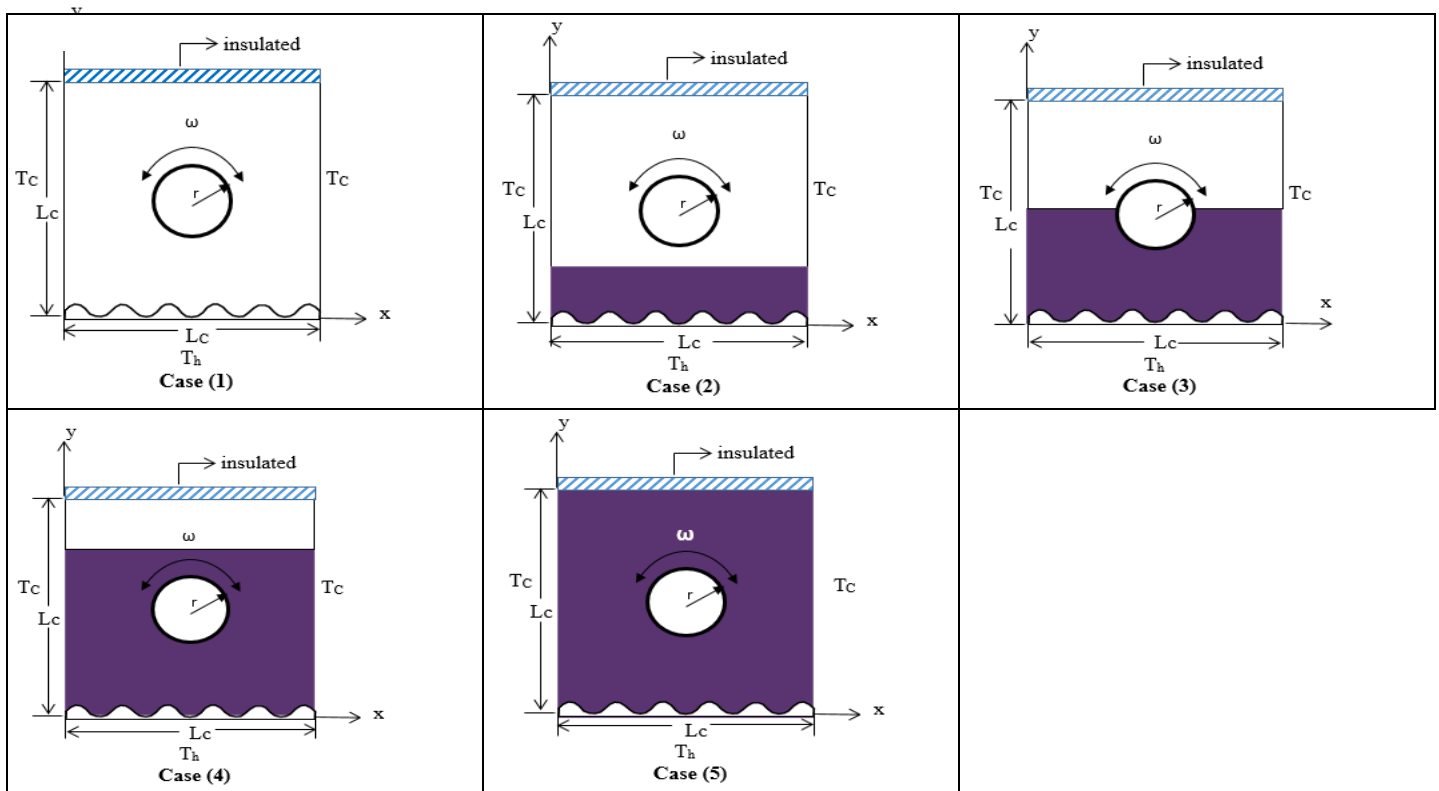 y
insulated
ω
r
Tc
Tc
Lc
x
Lc
Th
Case (1)
y
insulated
ω
r
Tc
Tc
Lc
x
Lc
Th
Case (2)
y
insulated
ω
r
Tc
Tc
Lc
x
Lc
Th
Case (3)
y
insulated
ω
r
Tc
Tc
Lc
x
Lc
Th
Case (4)
y
insulated
ω
r
Tc
Tc
Lc
x
Lc
Th
Case (5)